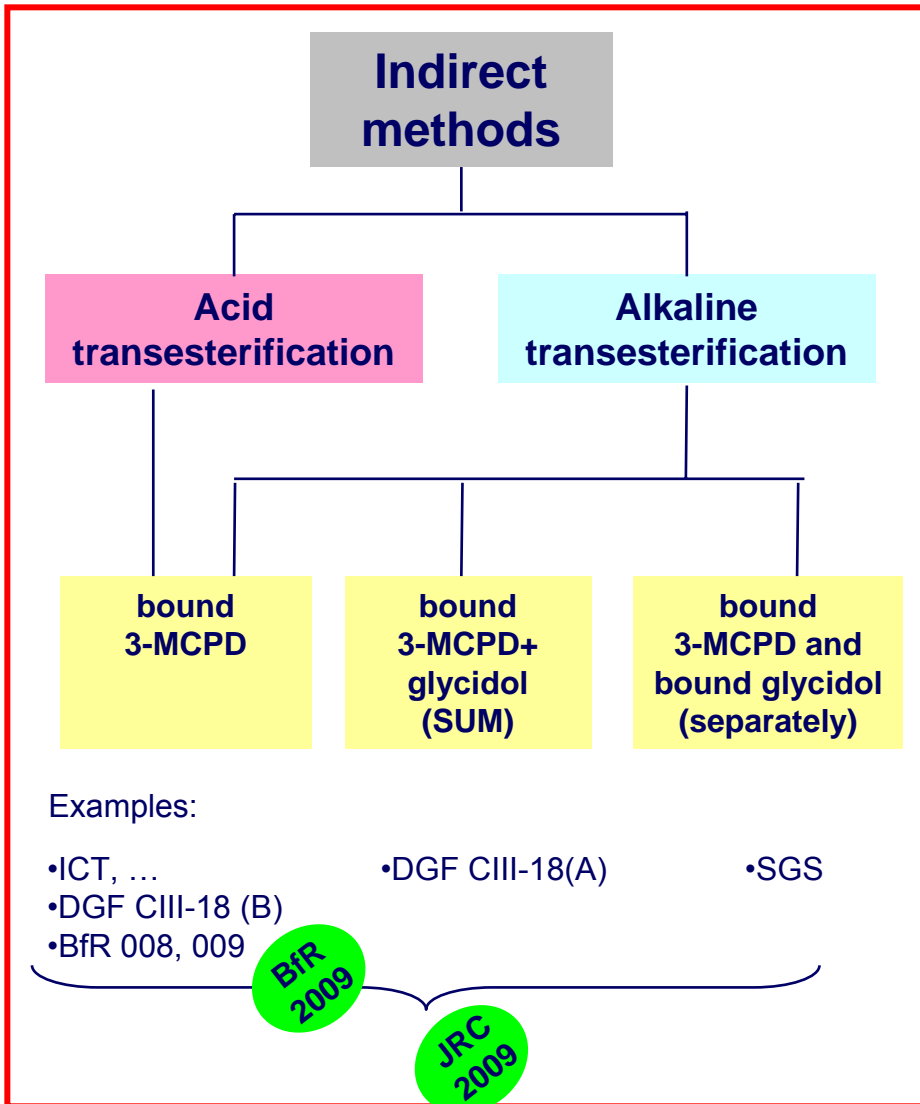 Indirect
methods
Acid
transesterification
Alkaline
transesterification
bound
3-MCPD
bound
3-MCPD+
glycidol
(SUM)
bound
3-MCPD and
bound glycidol
(separately)
Examples:
•ICT, …
•DGF CIII-18 (B)
•BfR 008, 009
•DGF CIII-18(A)
•SGS
BfR
2009
JRC
2009